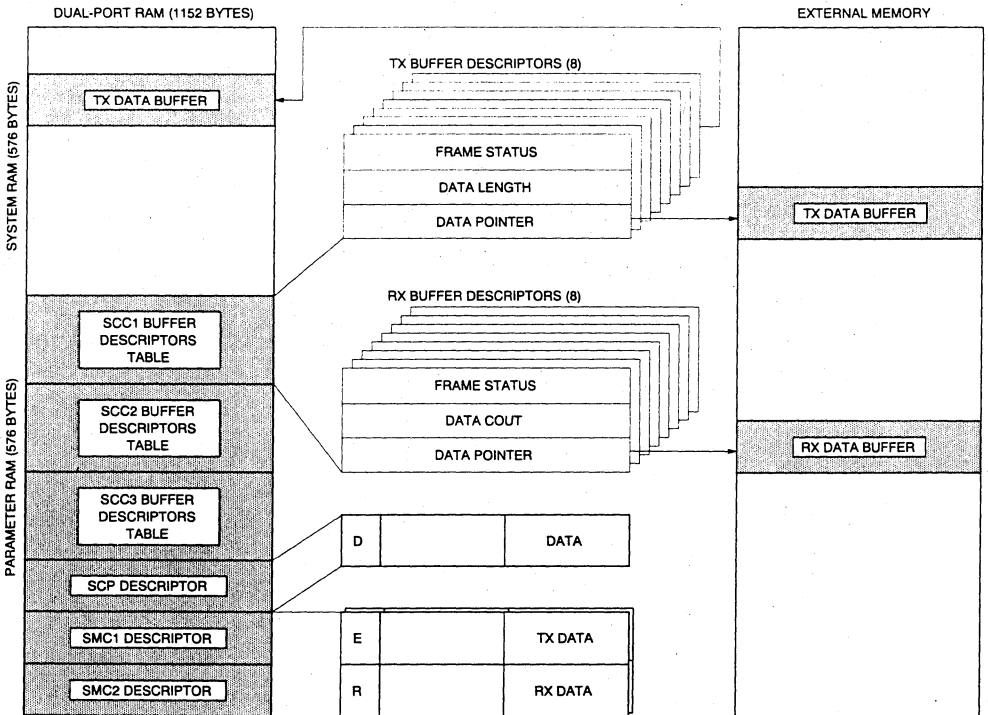 DUAL-PORT RAM (1152 BYTES)
EXTERNAL MEMORY
SYSTEM RAM (576 BYTES)
PARAMETER RAM (576 BYTES)
TX DATA BUFFER
TX BUFFER DESCRIPTORS (8)
FRAME STATUS
DATA LENGTH
DATA POINTER
TX DATA BUFFER
SCC1 BUFFER
DESCRIPTORS
TABLE
RX BUFFER DESCRIPTORS (8)
FRAME STATUS
DATA COUT
DATA POINTER
RX DATA BUFFER
SCC2 BUFFER
DESCRIPTORS
TABLE
SCC3 BUFFER
DESCRIPTORS
TABLE
D DATA
SCP DESCRIPTOR
SMC1 DESCRIPTOR
E TX DATA
SMC2 DESCRIPTOR
R RX DATA